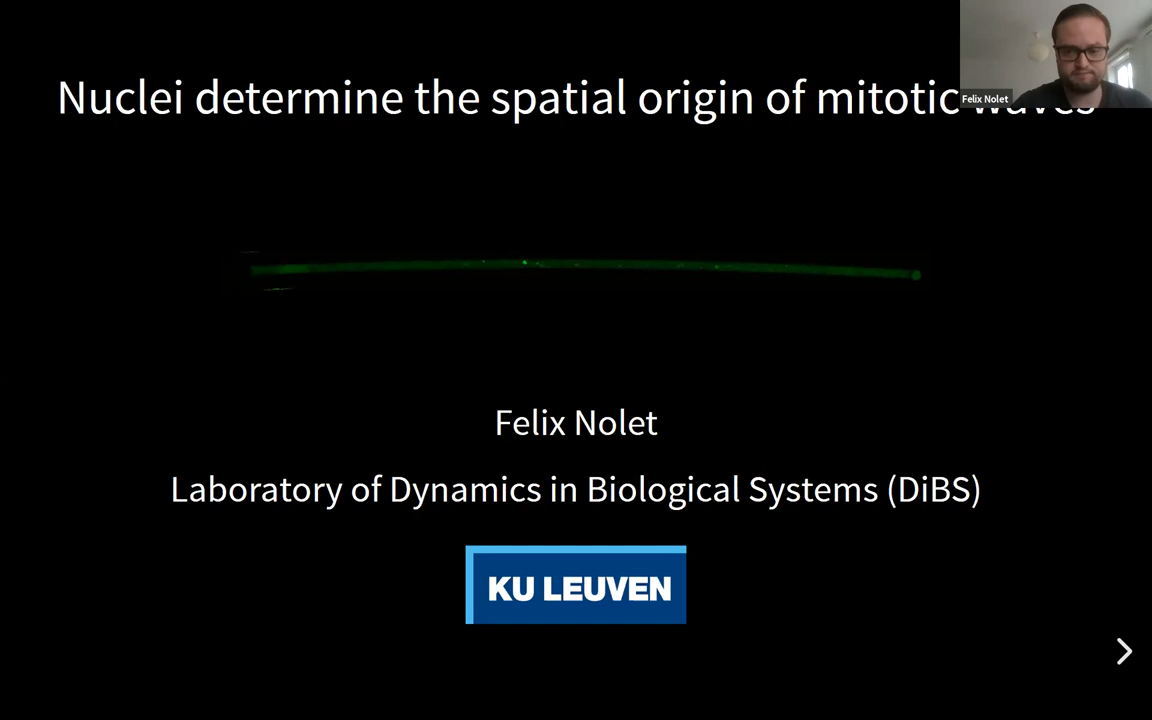 Nuclei determine the spatial origin of mitotic waves
Felix Nolet
Felix Nolet
Laboratory of Dynamics in Biological Systems (DiBS)
KU LEUVEN